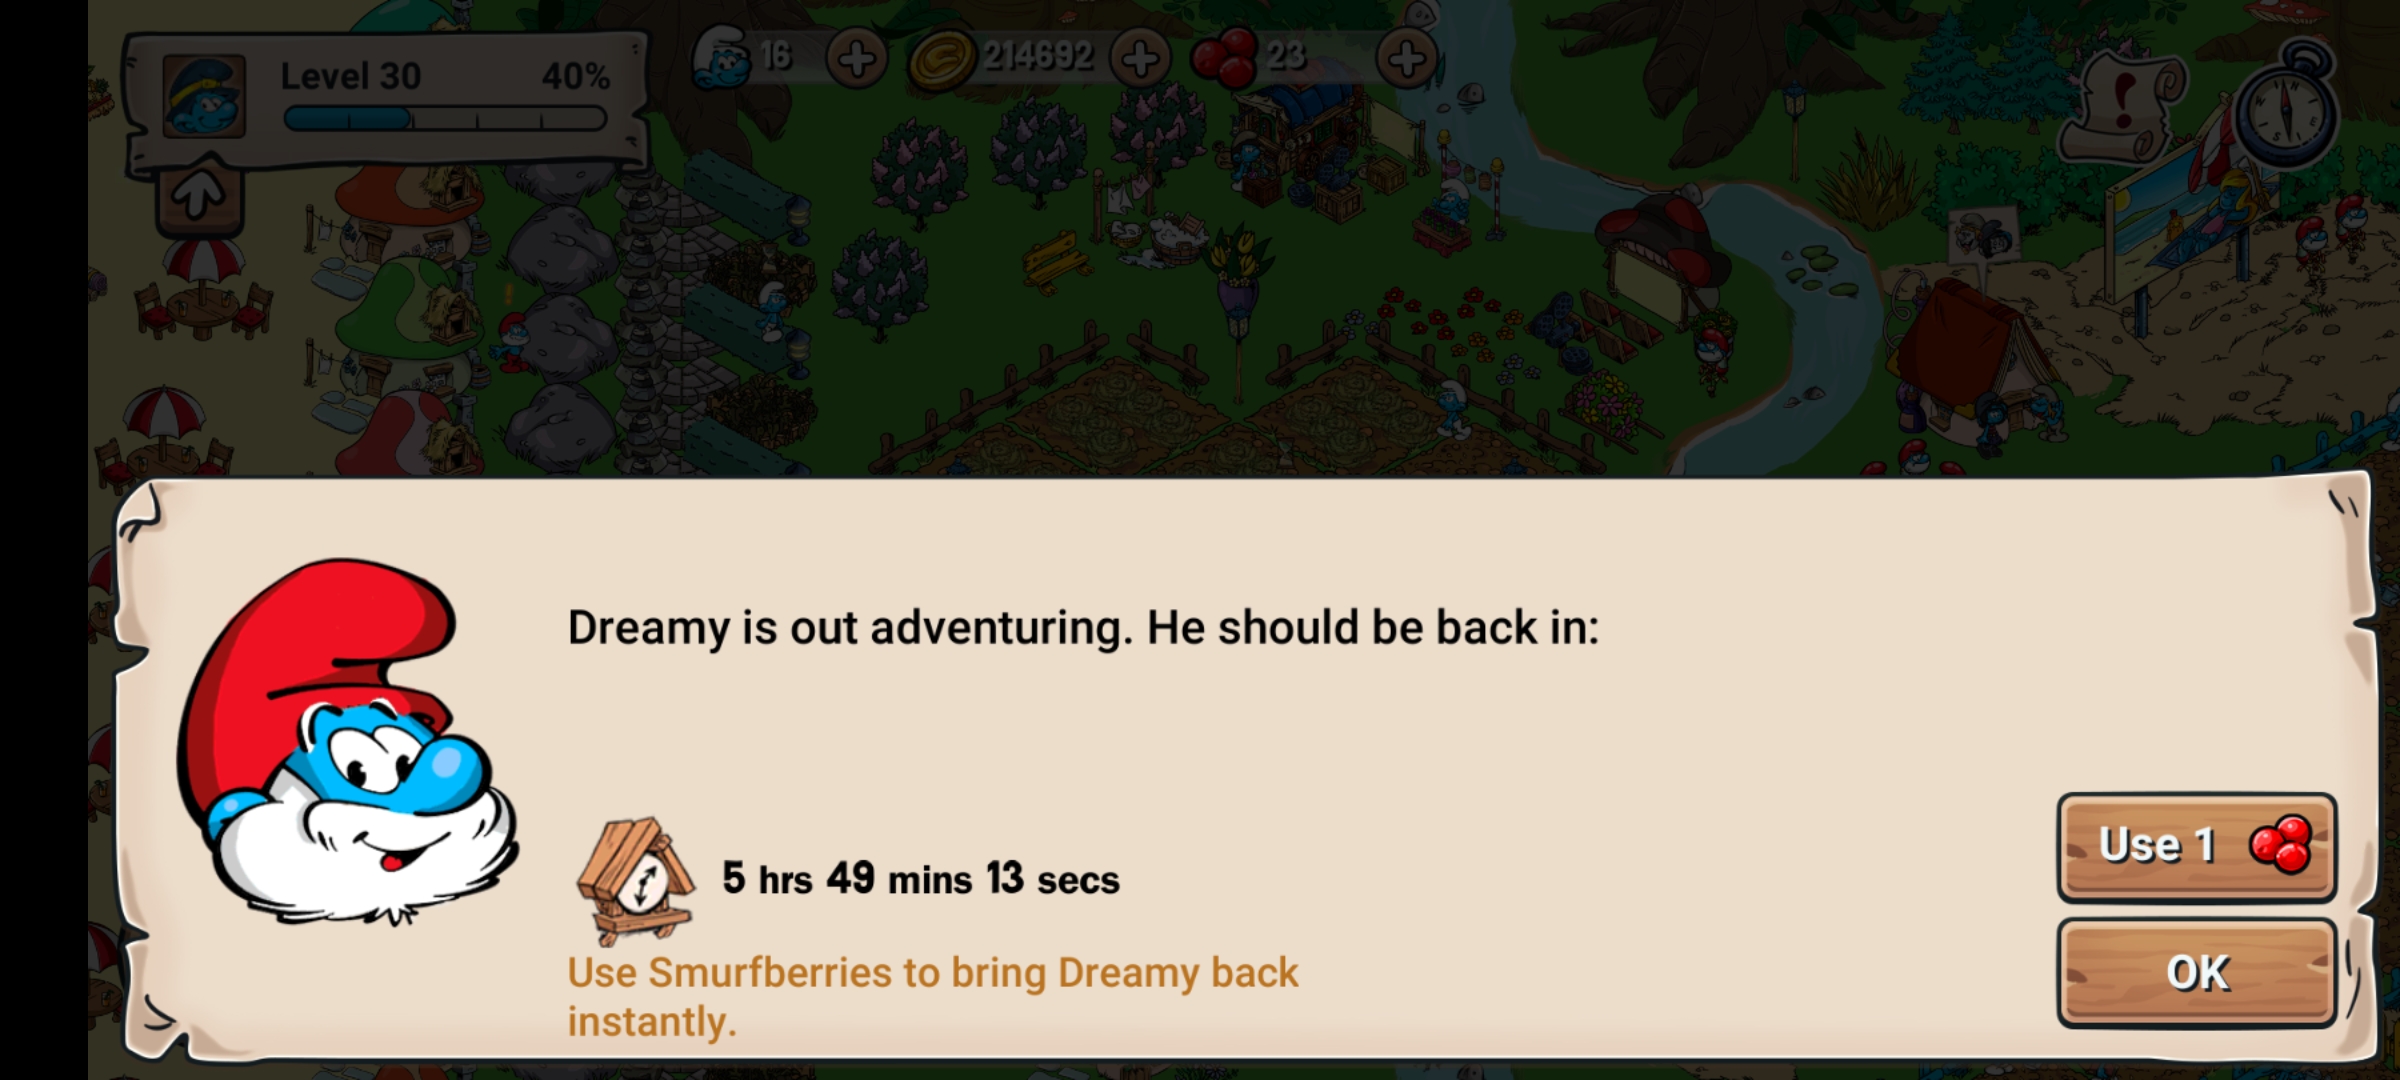 Level 30 40%
16
214692
23
Dreamy is out adventuring. He should be back in:
5 hrs 49 mins 13 secs
Use Smurfberries to bring Dreamy back
instantly.
Use 1
OK